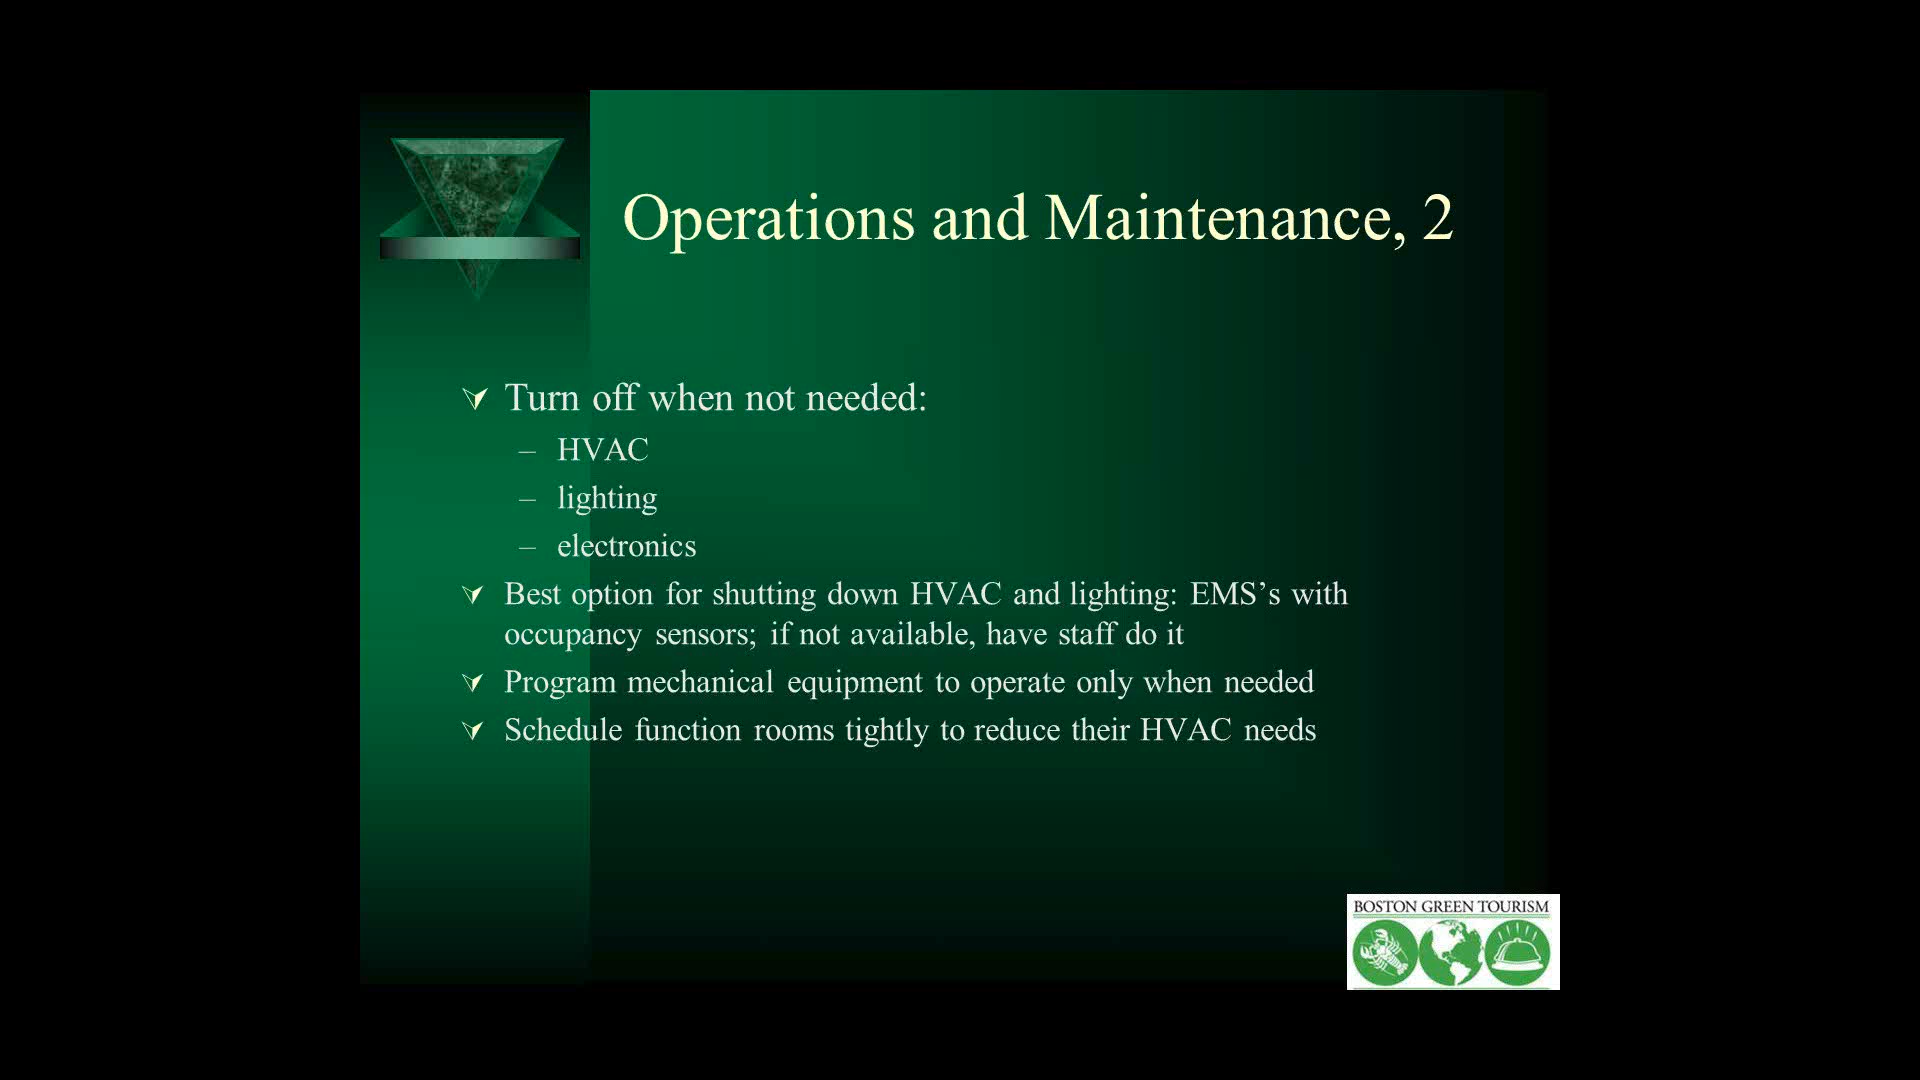 Operations and Maintenance, 2
Turn off when not needed:
– HVAC
– lighting
– electronics
Best option for shutting down HVAC and lighting: EMS’s with
occupancy sensors; if not available, have staff do it
Program mechanical equipment to operate only when needed
Schedule function rooms tightly to reduce their HVAC needs
BOSTON GREEN TOURISM